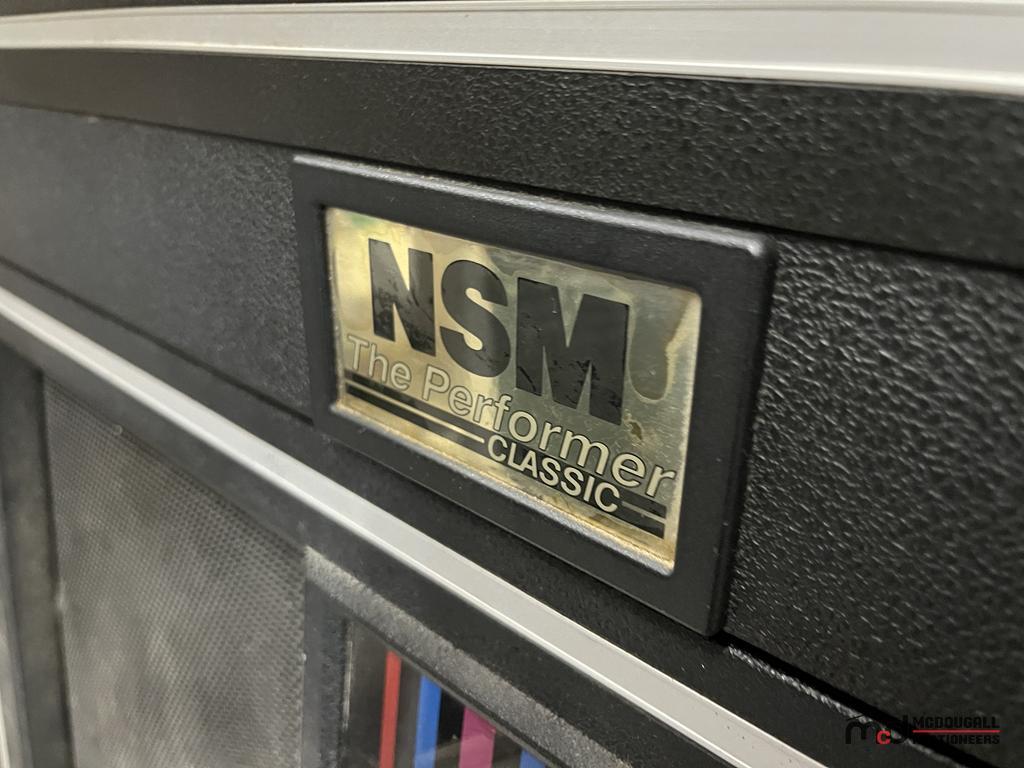 NSM
The Performer
CLASSIC
McDOUGALL
AUCTIONEERS